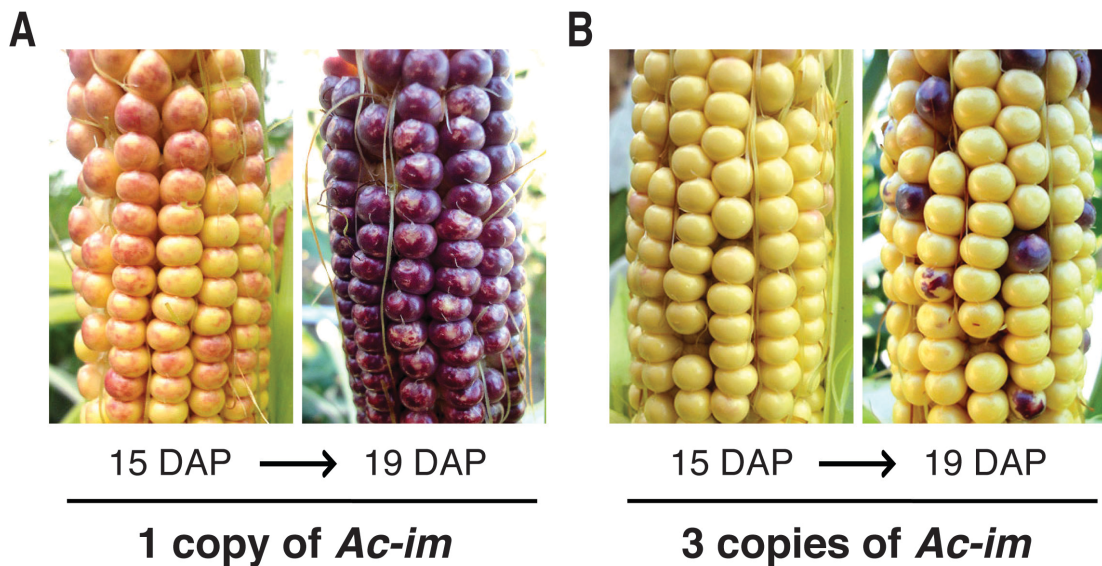 A
B
15 DAP → 19 DAP
15 DAP → 19 DAP
1 copy of Ac-im
3 copies of Ac-im